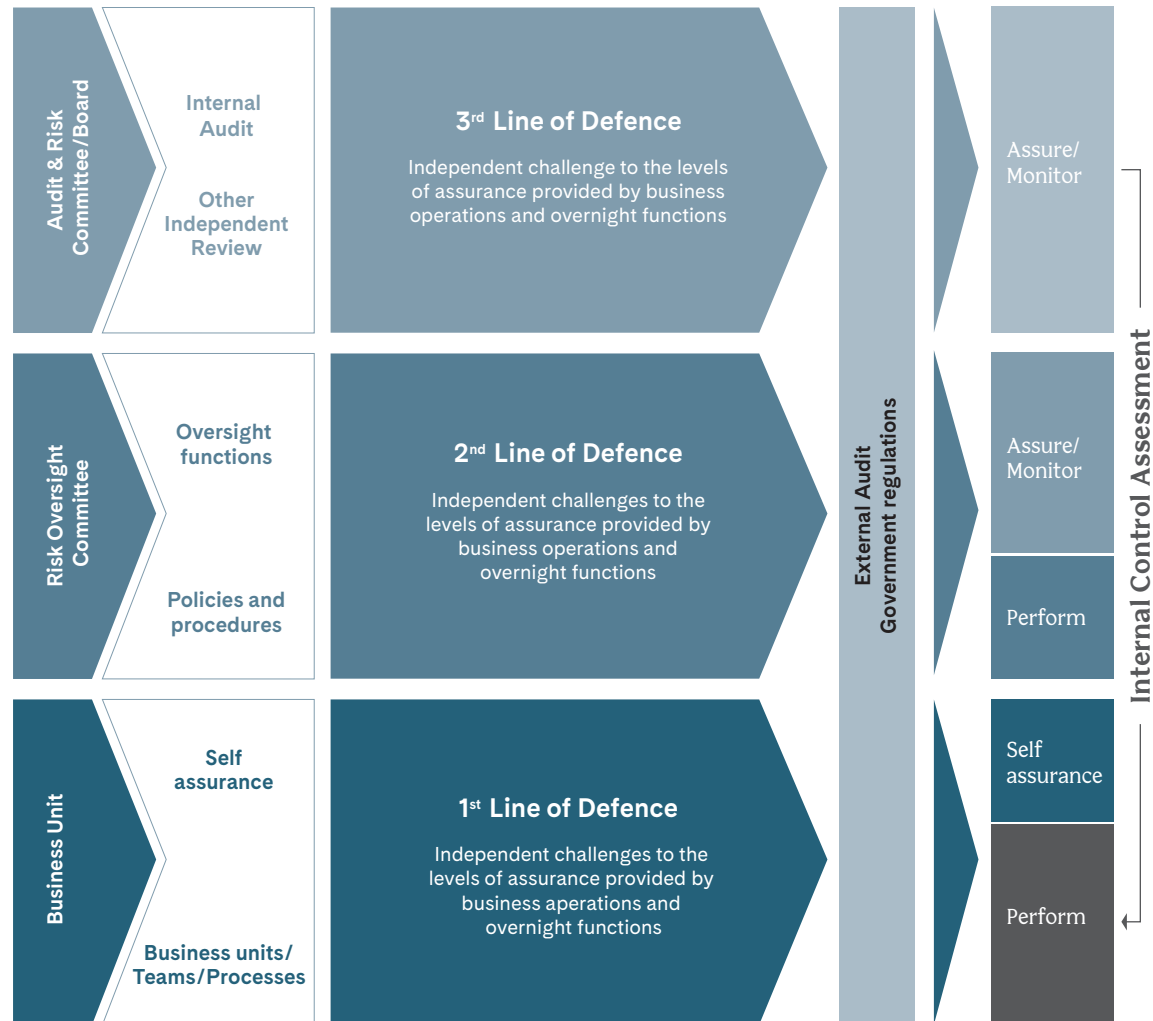 Audit & Risk
Committee/Board
Internal
Audit
Other
Independent
Review
3rd Line of Defence
Independent challenge to the levels
of assurance provided by business
operations and overnight functions
Assure/
Monitor
Risk Oversight
Committee
Oversight
functions
Policies and
procedures
2nd Line of Defence
Independent challenges to the
levels of assurance provided by
business operations and
overnight functions
External Audit
Government regulations
Assure/
Monitor
Perform
Internal Control Assessment
Business Unit
Self
assurance
Business units/
Teams/Processes
1st Line of Defence
Independent challenges to the
levels of assurance provided by
business aperations and
overnight functions
Self
assurance
Perform